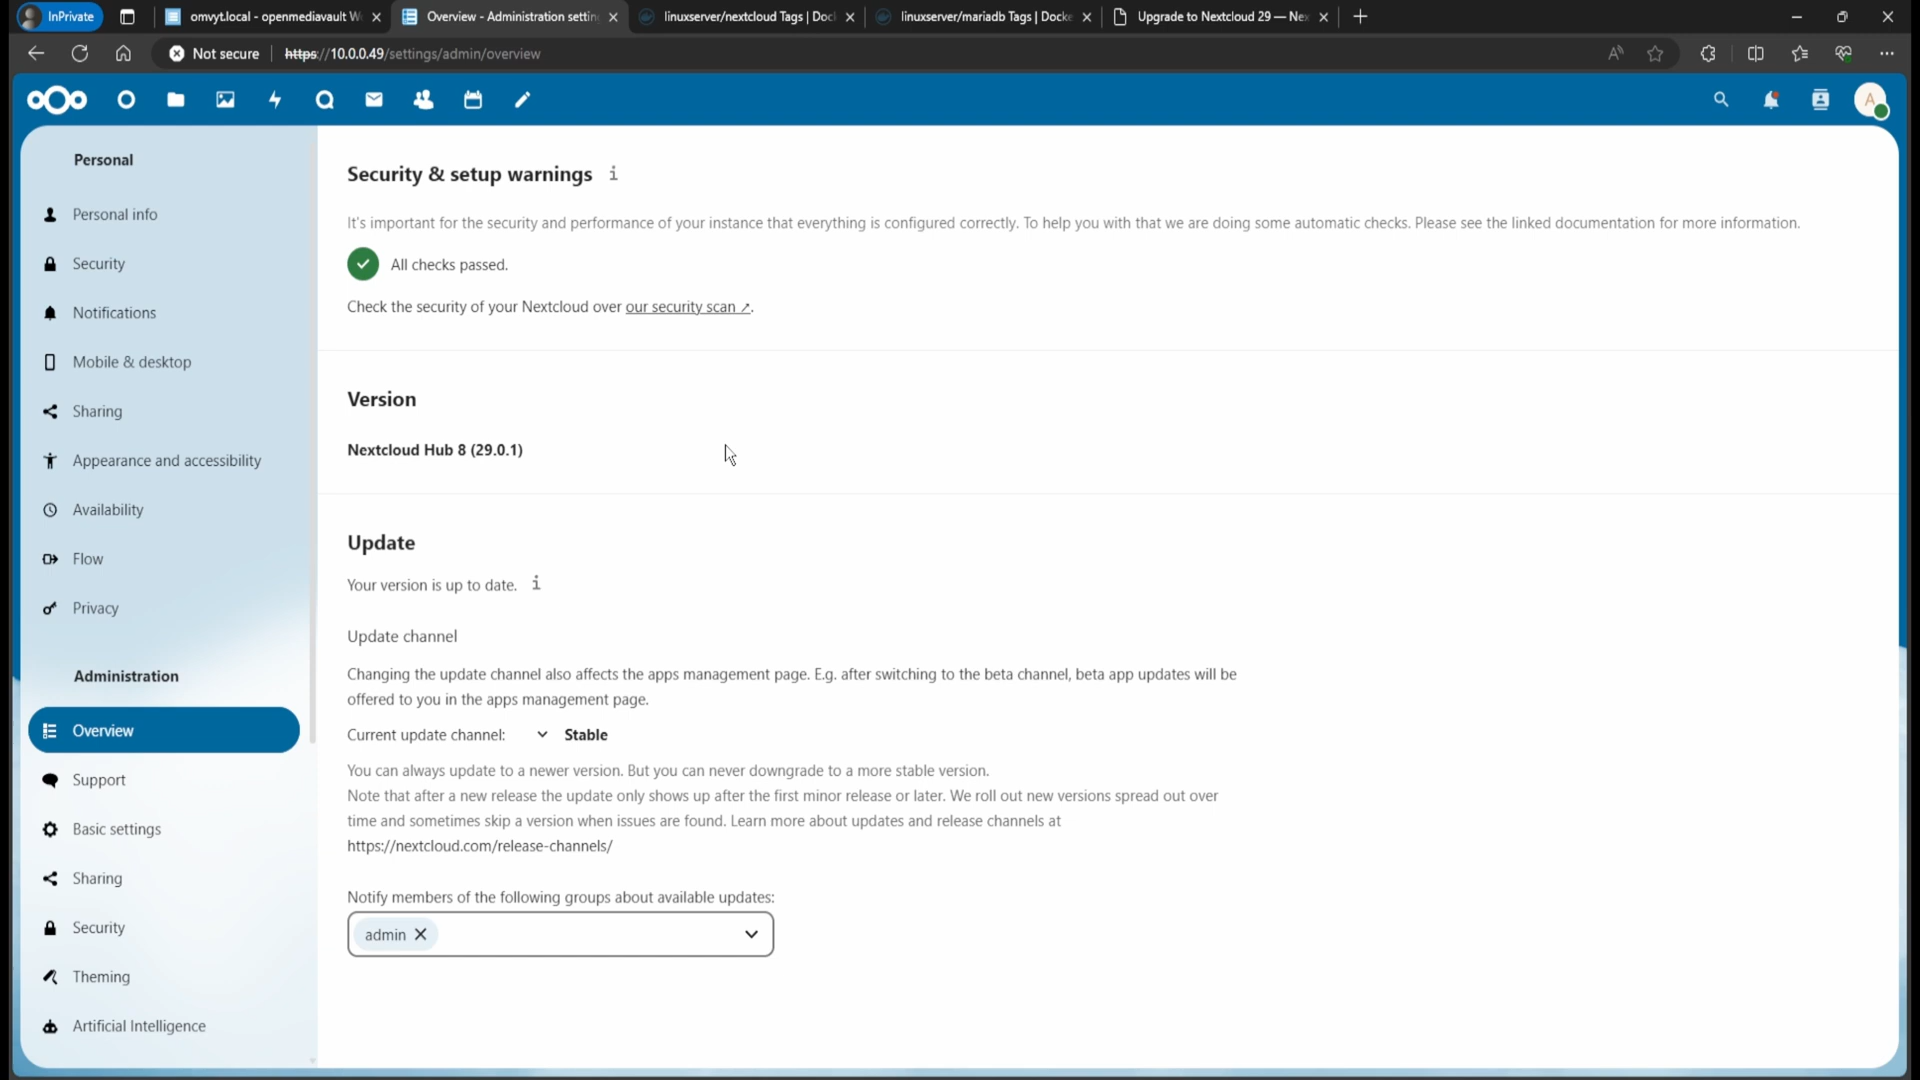 InPrivate
omvyt.local - openmediavault W
Overview - Administration settin
linuxserver/nextcloud Tags | Doc
linuxserver/mariadb Tags | Docke
Upgrade to Nextcloud 29 — Nex
Not secure
https://10.0.0.49/settings/admin/overview
A
Personal
Personal info
Security
Notifications
Mobile & desktop
Sharing
Appearance and accessibility
Availability
Flow
Privacy
Administration
Overview
Support
Basic settings
Sharing
Security
Theming
Artificial Intelligence
Security & setup warnings
It's important for the security and performance of your instance that everything is configured correctly. To help you with that we are doing some automatic checks. Please see the linked documentation for more information.
All checks passed.
Check the security of your Nextcloud over our security scan ↗.
Version
Nextcloud Hub 8 (29.0.1)
Update
Your version is up to date.
Update channel
Changing the update channel also affects the apps management page. E.g. after switching to the beta channel, beta app updates will be
offered to you in the apps management page.
Current update channel: Stable
You can always update to a newer version. But you can never downgrade to a more stable version.
Note that after a new release the update only shows up after the first minor release or later. We roll out new versions spread out over
time and sometimes skip a version when issues are found. Learn more about updates and release channels at
https://nextcloud.com/release-channels/
Notify members of the following groups about available updates:
admin